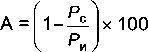 A = (1 − Pс/Pи) × 100